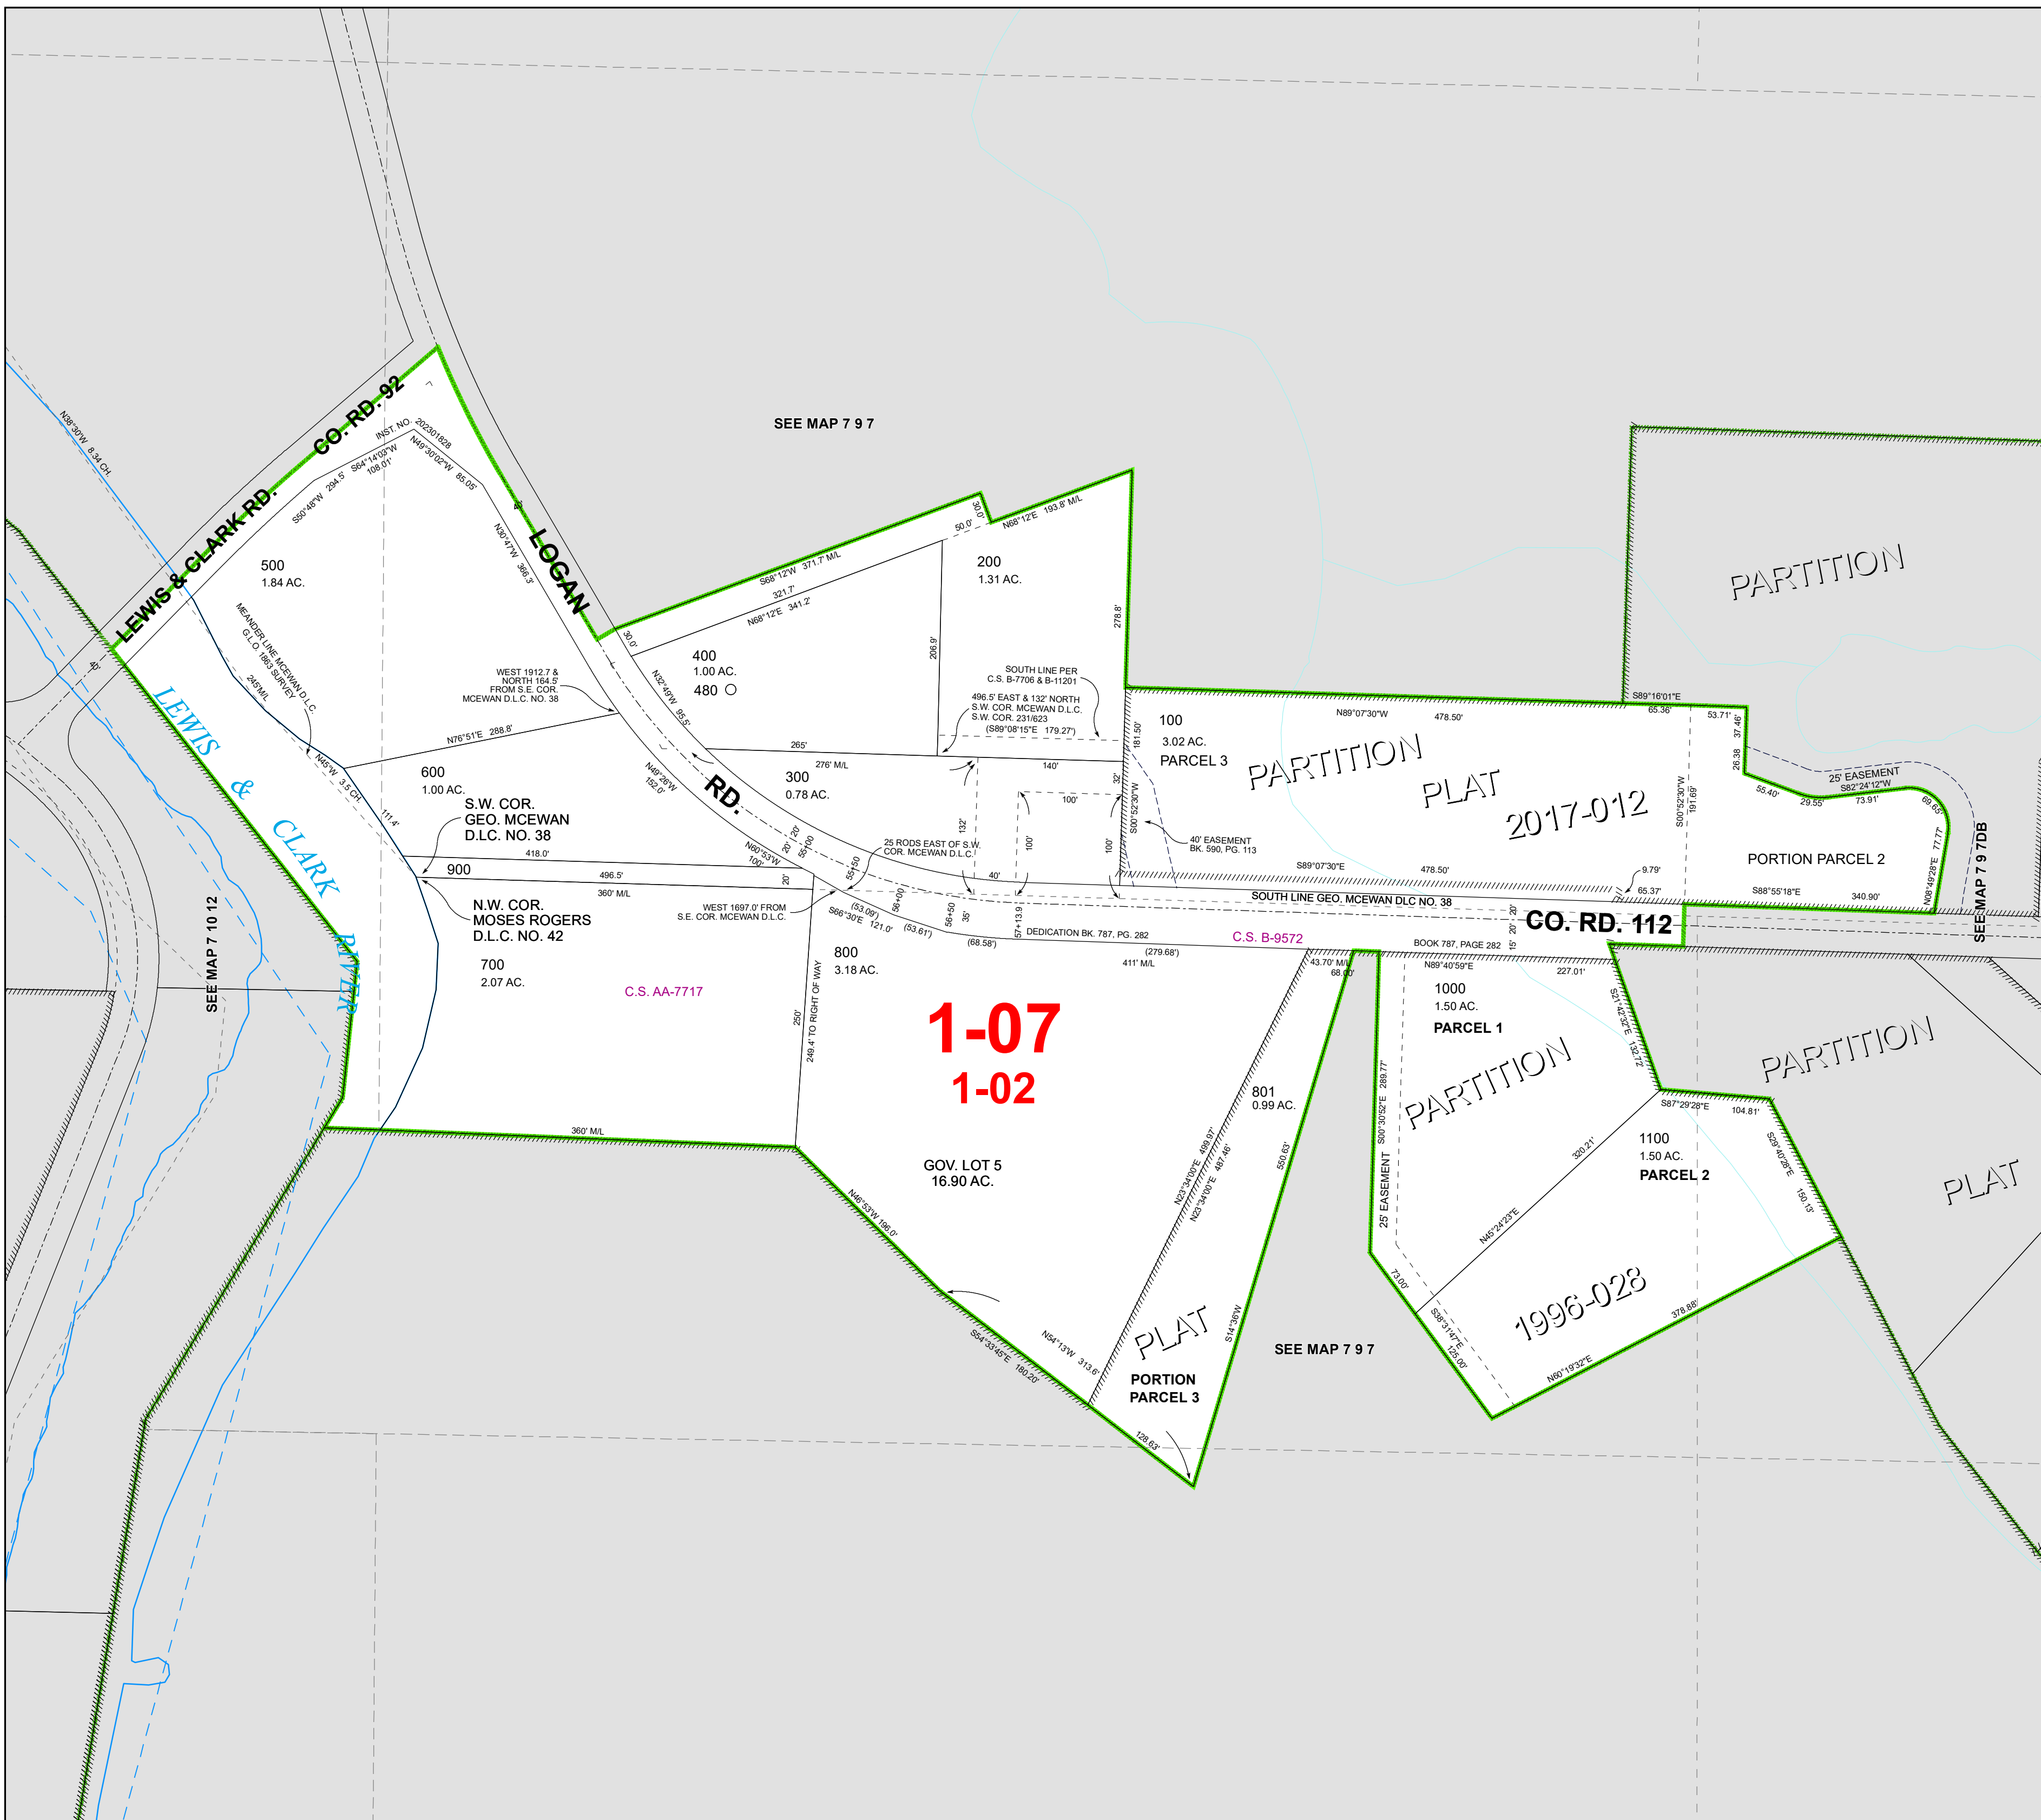 SEE MAP 7 9 7
LEWIS & CLARK RD.
CO. RD. 92
N38°30'W 8.34 CH.
INST. NO. 202301828
S64°14'03"W
108.01'
N49°30'02"W 85.05'
S50°48"W 294.5'
500
1.84 AC.
N30°47'W 366.3'
LOGAN
RD.
40'
MEANDER LINE MCEWAN D.L.C.
G.L.O. 1863 SURVEY
245'M/L
N45°W 3.5 CH.
111.4'
LEWIS
&
CLARK
RIVER
SEE MAP 7 10 12
WEST 1912.7 &
NORTH 164.5'
FROM S.E. COR.
MCEWAN D.L.C. NO. 38
N76°51'E 288.8'
S68°12'W 371.7' M/L
321.7'
N68°12'E 341.2'
30.0'
50.0'
30.0'
N68°12'E 193.8' M/L
200
1.31 AC.
278.8'
206.9'
400
1.00 AC.
480
N32°49'W 95.5'
SOUTH LINE PER
C.S. B-7706 & B-11201
496.5' EAST & 132' NORTH
S.W. COR. MCEWAN D.L.C.
S.W. COR. 231/623
(S89°08'15"E 179.27')
265'
276' M/L
140'
32'
300
0.78 AC.
132'
100'
100'
100'
N49°26'W
152.0'
N60°53'W
100'
20' 20'
55+00
55+50
56+00
56+50
35'
57+13.9
25 RODS EAST OF S.W.
COR. MCEWAN D.L.C.
40'
600
1.00 AC.
S.W. COR.
GEO. MCEWAN
D.LC. NO. 38
418.0'
900
496.5'
360' M/L
20'
N.W. COR.
MOSES ROGERS
D.L.C. NO. 42
WEST 1697.0' FROM
S.E. COR. MCEWAN D.L.C.
(53.09')
S66°30'E 121.0'
(53.61')
(68.58')
700
2.07 AC.
C.S. AA-7717
360' M/L
250'
249.4' TO RIGHT OF WAY
800
3.18 AC.
DEDICATION BK. 787, PG. 282
(279.68')
411' M/L
C.S. B-9572
1-07
1-02
GOV. LOT 5
16.90 AC.
N46°53'W 196.0'
S54°33'45"E 180.20'
N54°13'W 313.6'
N23°34'00"E 499.97'
N23°34'00"E 487.46'
801
0.99 AC.
550.63'
S14°36'W
PLAT
PORTION
PARCEL 3
128.63'
SEE MAP 7 9 7
43.70' M/L
68.00'
BOOK 787, PAGE 282
N89°40'59"E
227.01'
1000
1.50 AC.
PARCEL 1
S21°42'32"E 132.72'
25' EASEMENT
S00°30'52"E 289.77'
PARTITION
320.21'
N45°24'23"E
1100
1.50 AC.
PARCEL 2
S87°29'28"E
104.81'
S29°40'28"E 150.13'
73.00'
S38°31'47"E
125.00'
1996-028
N60°19'32"E
378.88'
PARTITION
PLAT
100
3.02 AC.
PARCEL 3
181.50'
S00°52'30"W
N89°07'30"W
478.50'
PARTITION
PLAT
2017-012
40' EASEMENT
BK. 590, PG. 113
S89°07'30"E
478.50'
SOUTH LINE GEO. MCEWAN DLC NO. 38
CO. RD. 112
15' 20' 20'
9.79'
65.37'
S88°55'18"E
340.90'
PORTION PARCEL 2
S00°52'30"W
191.69'
S89°16'01"E
65.36'
53.71'
26.38 37.46'
25' EASEMENT
S82°24'12"W
55.40'
29.55'
73.91'
69.65'
N08°49'28"E 77.77'
SEE MAP 7 9 7DB
PARTITION